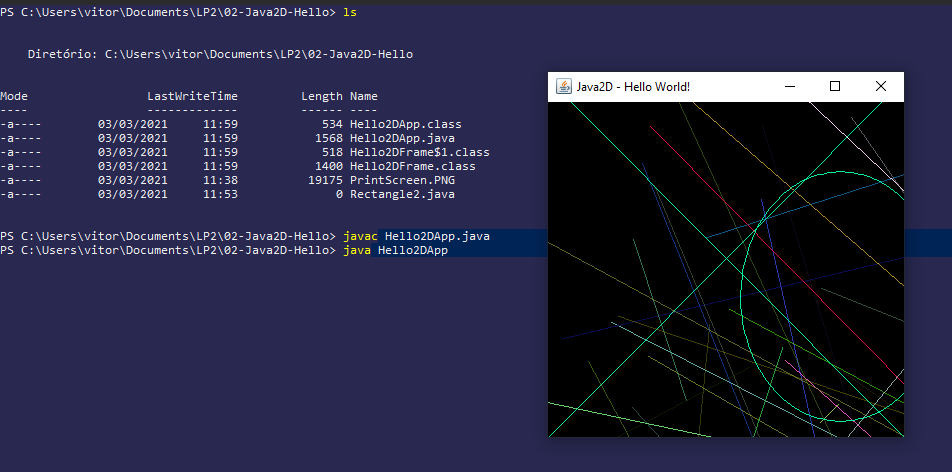 PS C:\Users\vitor\Documents\LP2\02-Java2D-Hello> ls
Diretório: C:\Users\vitor\Documents\LP2\02-Java2D-Hello
Mode LastWriteTime Length Name
---- ------------- ------ ----
-a---- 03/03/2021 11:59 534 Hello2DApp.class
-a---- 03/03/2021 11:59 1568 Hello2DApp.java
-a---- 03/03/2021 11:59 518 Hello2DFrame$1.class
-a---- 03/03/2021 11:59 1400 Hello2DFrame.class
-a---- 03/03/2021 11:38 19175 PrintScreen.PNG
-a---- 03/03/2021 11:53 0 Rectangle2.java
PS C:\Users\vitor\Documents\LP2\02-Java2D-Hello> javac Hello2DApp.java
PS C:\Users\vitor\Documents\LP2\02-Java2D-Hello> java Hello2DApp
Java2D - Hello World!